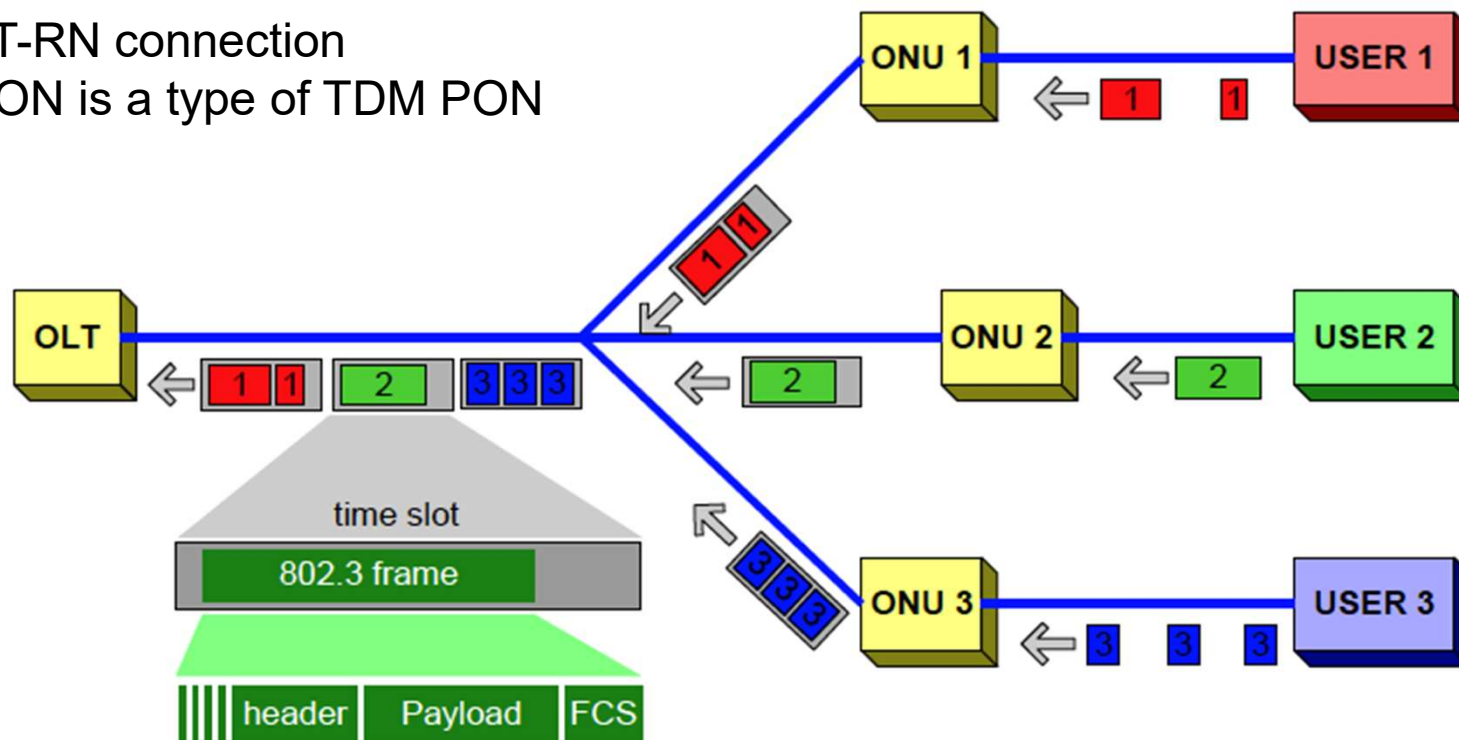 T-RN connection
ON is a type of TDM PON
ONU 1
USER 1
1
1
1
1
OLT
ONU 2
USER 2
1
1
2
3
3
3
2
2
time slot
802.3 frame
3
3
3
ONU 3
USER 3
3
3
3
header
Payload
FCS